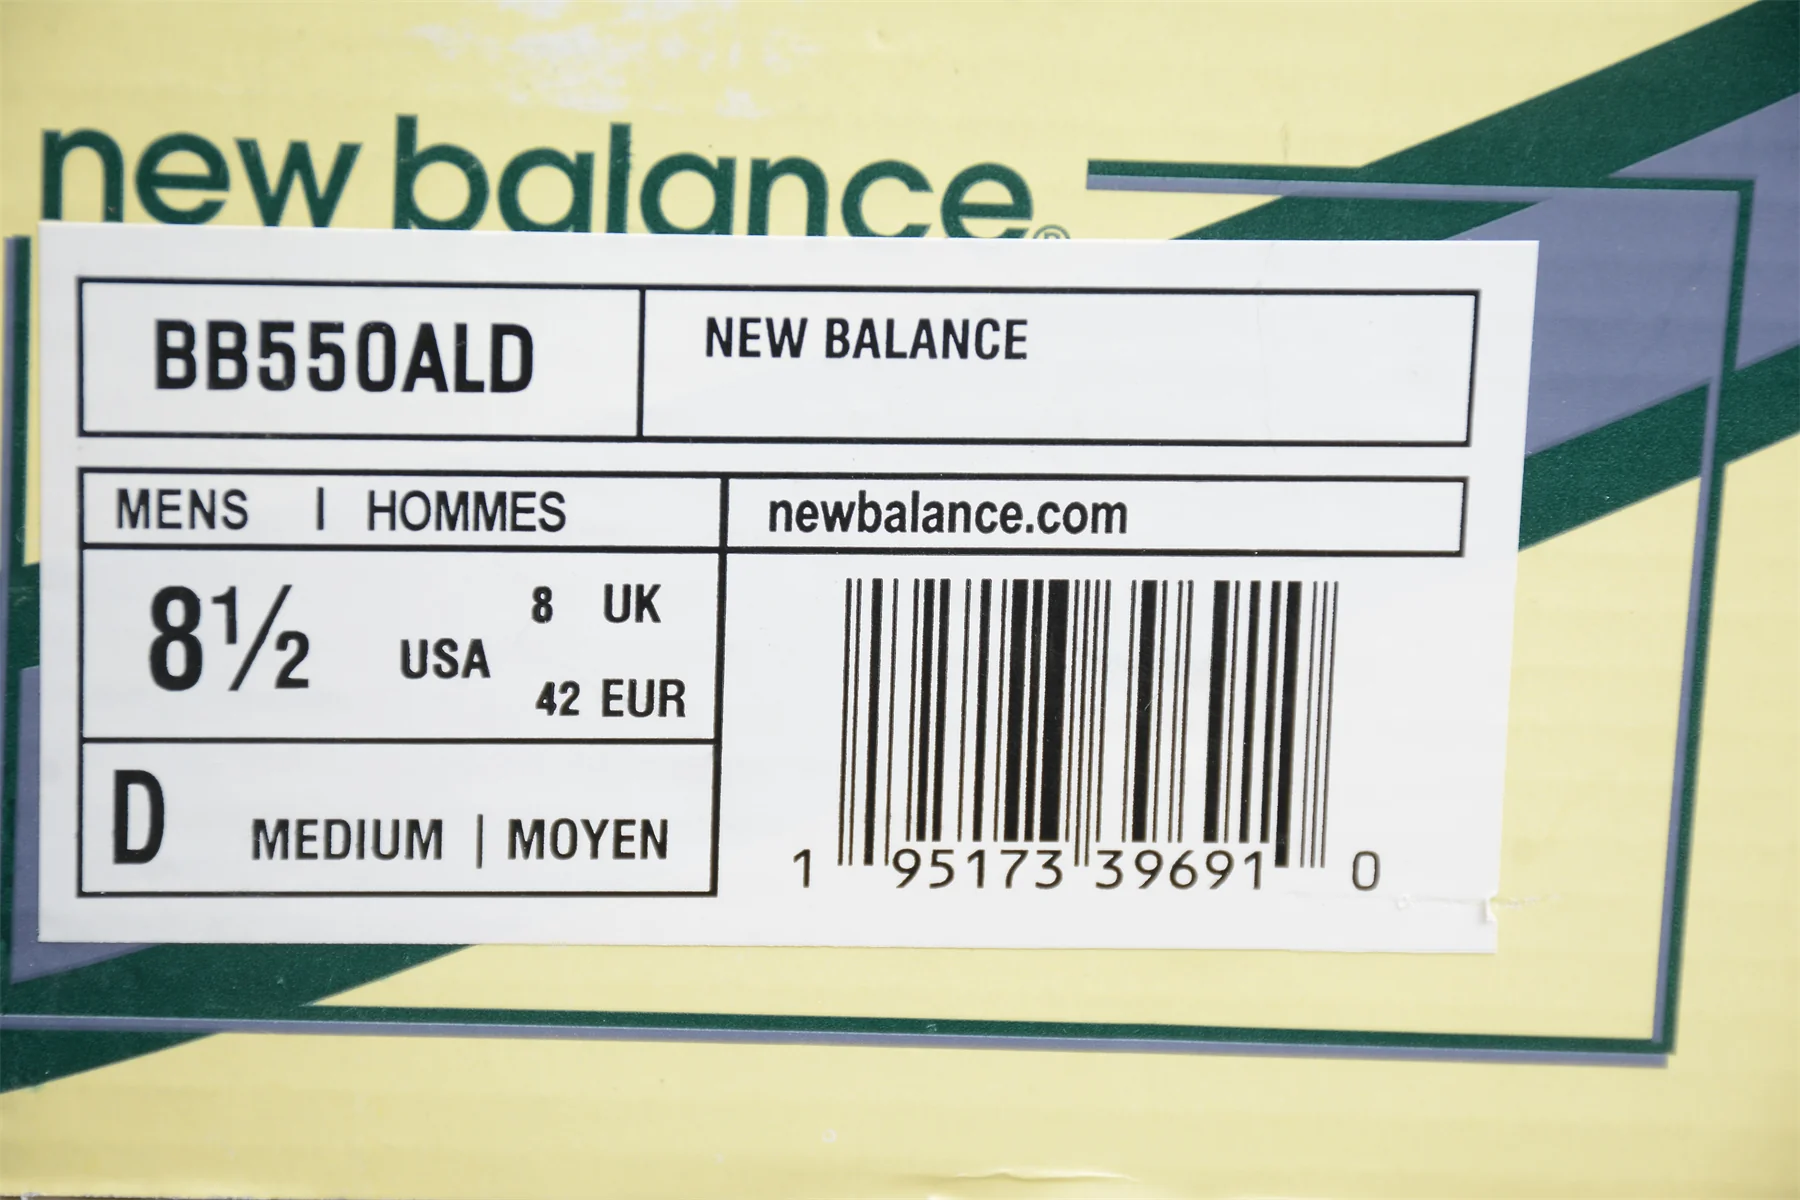 new balance®
BB550ALD
NEW BALANCE
MENS | HOMMES
newbalance.com
8½ USA
8 UK
42 EUR
D MEDIUM | MOYEN
1 95173 39691 0